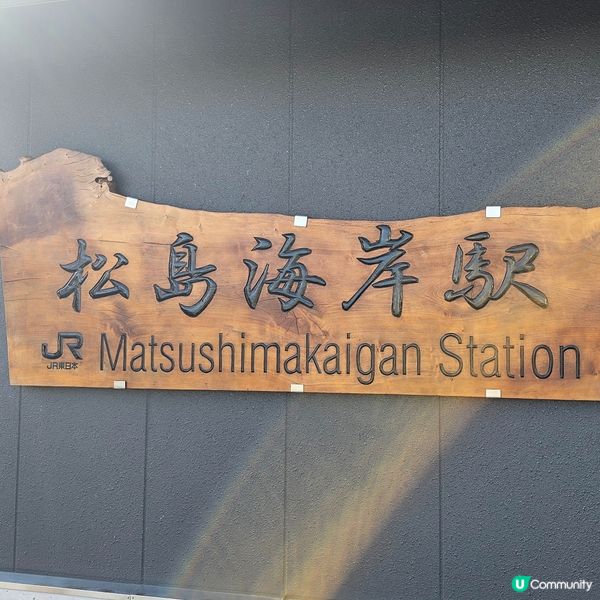 松島海岸駅
JR Matsushimakaigan Station
JR東日本
U Community